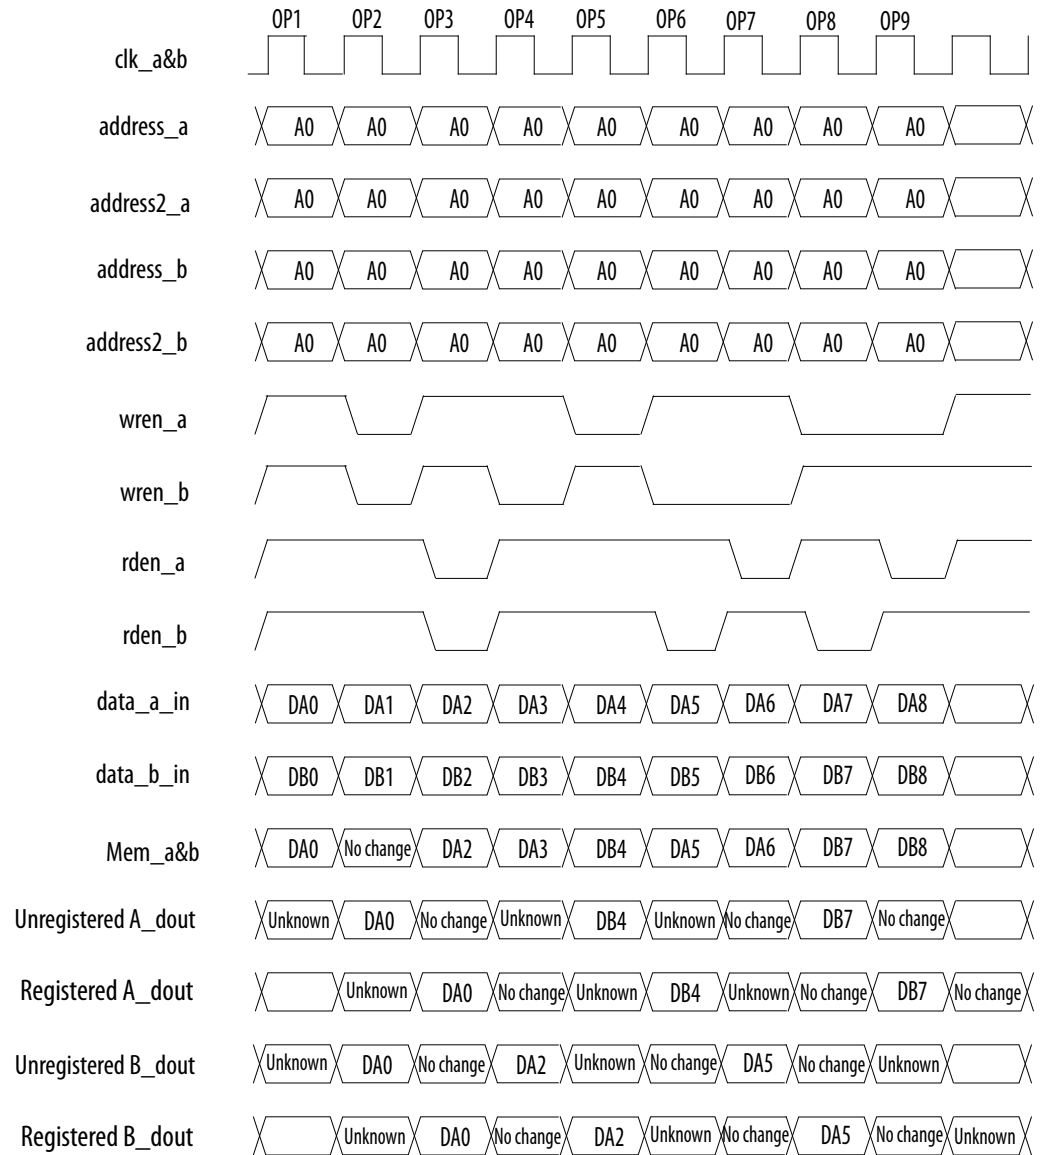 OP1 OP2 OP3 OP4 OP5 OP6 OP7 OP8 OP9
clk_a&b
address_a A0 A0 A0 A0 A0 A0 A0 A0 A0
address2_a A0 A0 A0 A0 A0 A0 A0 A0 A0
address_b A0 A0 A0 A0 A0 A0 A0 A0 A0
address2_b A0 A0 A0 A0 A0 A0 A0 A0 A0
wren_a
wren_b
rden_a
rden_b
data_a_in DA0 DA1 DA2 DA3 DA4 DA5 DA6 DA7 DA8
data_b_in DB0 DB1 DB2 DB3 DB4 DB5 DB6 DB7 DB8
Mem_a&b DA0 No change DA2 DA3 DB4 DA5 DA6 DB7 DB8
Unregistered A_dout Unknown DA0 No change Unknown DB4 Unknown No change DB7 No change
Registered A_dout Unknown DA0 No change Unknown DB4 Unknown No change DB7 No change
Unregistered B_dout Unknown DA0 No change DA2 Unknown No change DA5 No change Unknown
Registered B_dout Unknown DA0 No change DA2 Unknown No change DA5 No change Unknown